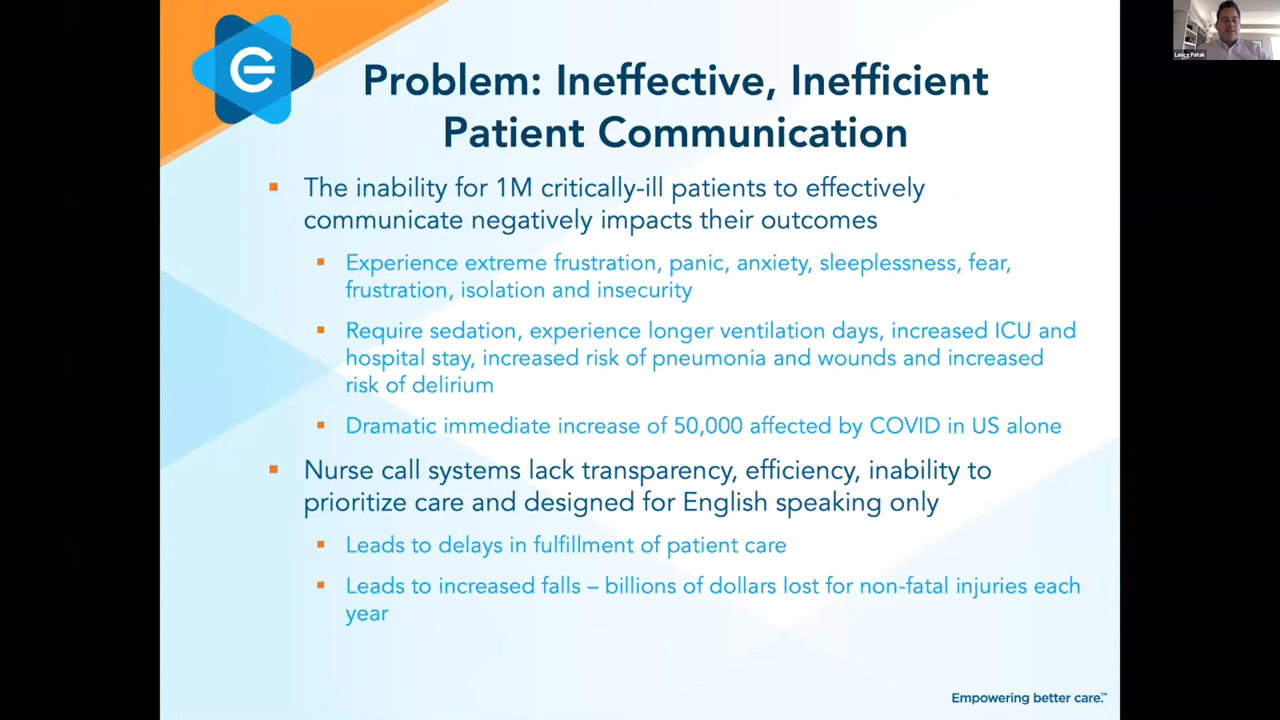 Problem: Ineffective, Inefficient
Patient Communication
The inability for 1M critically-ill patients to effectively
communicate negatively impacts their outcomes
Experience extreme frustration, panic, anxiety, sleeplessness, fear,
frustration, isolation and insecurity
Require sedation, experience longer ventilation days, increased ICU and
hospital stay, increased risk of pneumonia and wounds and increased
risk of delirium
Dramatic immediate increase of 50,000 affected by COVID in US alone
Nurse call systems lack transparency, efficiency, inability to
prioritize care and designed for English speaking only
Leads to delays in fulfillment of patient care
Leads to increased falls – billions of dollars lost for non-fatal injuries each
year
Empowering better care.™
Lance Patak